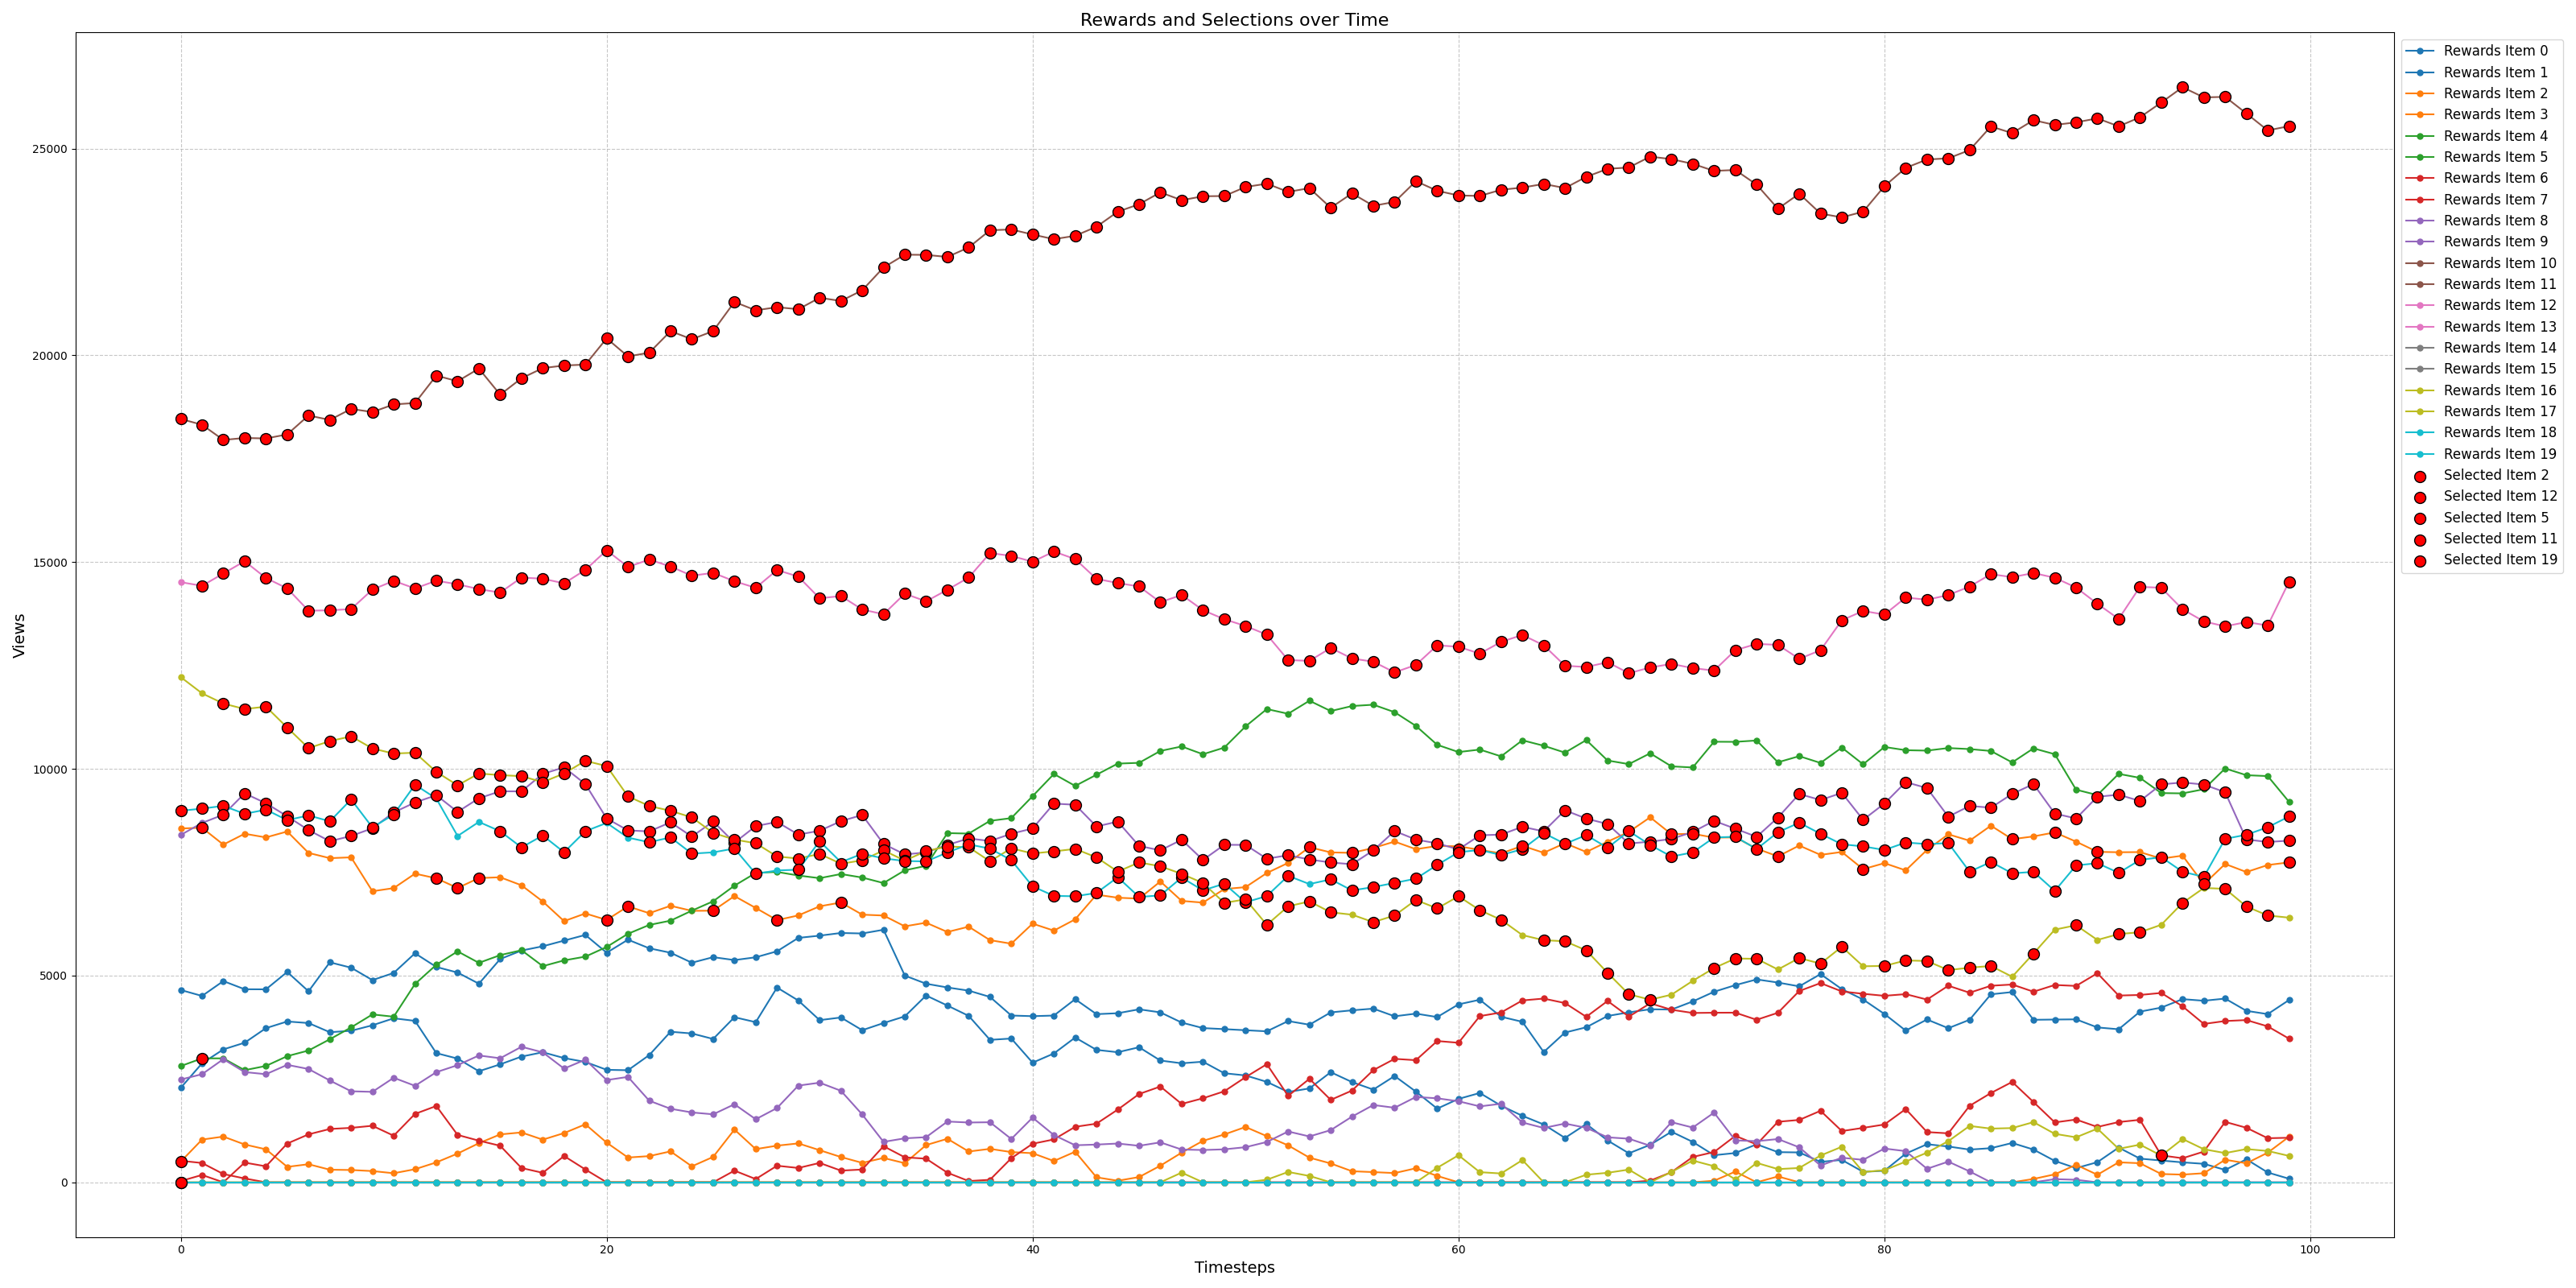 Rewards and Selections over Time
Views
25000
20000
15000
10000
5000
0
0
20
40
60
80
100
Timesteps
Rewards Item 0
Rewards Item 1
Rewards Item 2
Rewards Item 3
Rewards Item 4
Rewards Item 5
Rewards Item 6
Rewards Item 7
Rewards Item 8
Rewards Item 9
Rewards Item 10
Rewards Item 11
Rewards Item 12
Rewards Item 13
Rewards Item 14
Rewards Item 15
Rewards Item 16
Rewards Item 17
Rewards Item 18
Rewards Item 19
Selected Item 2
Selected Item 12
Selected Item 5
Selected Item 11
Selected Item 19